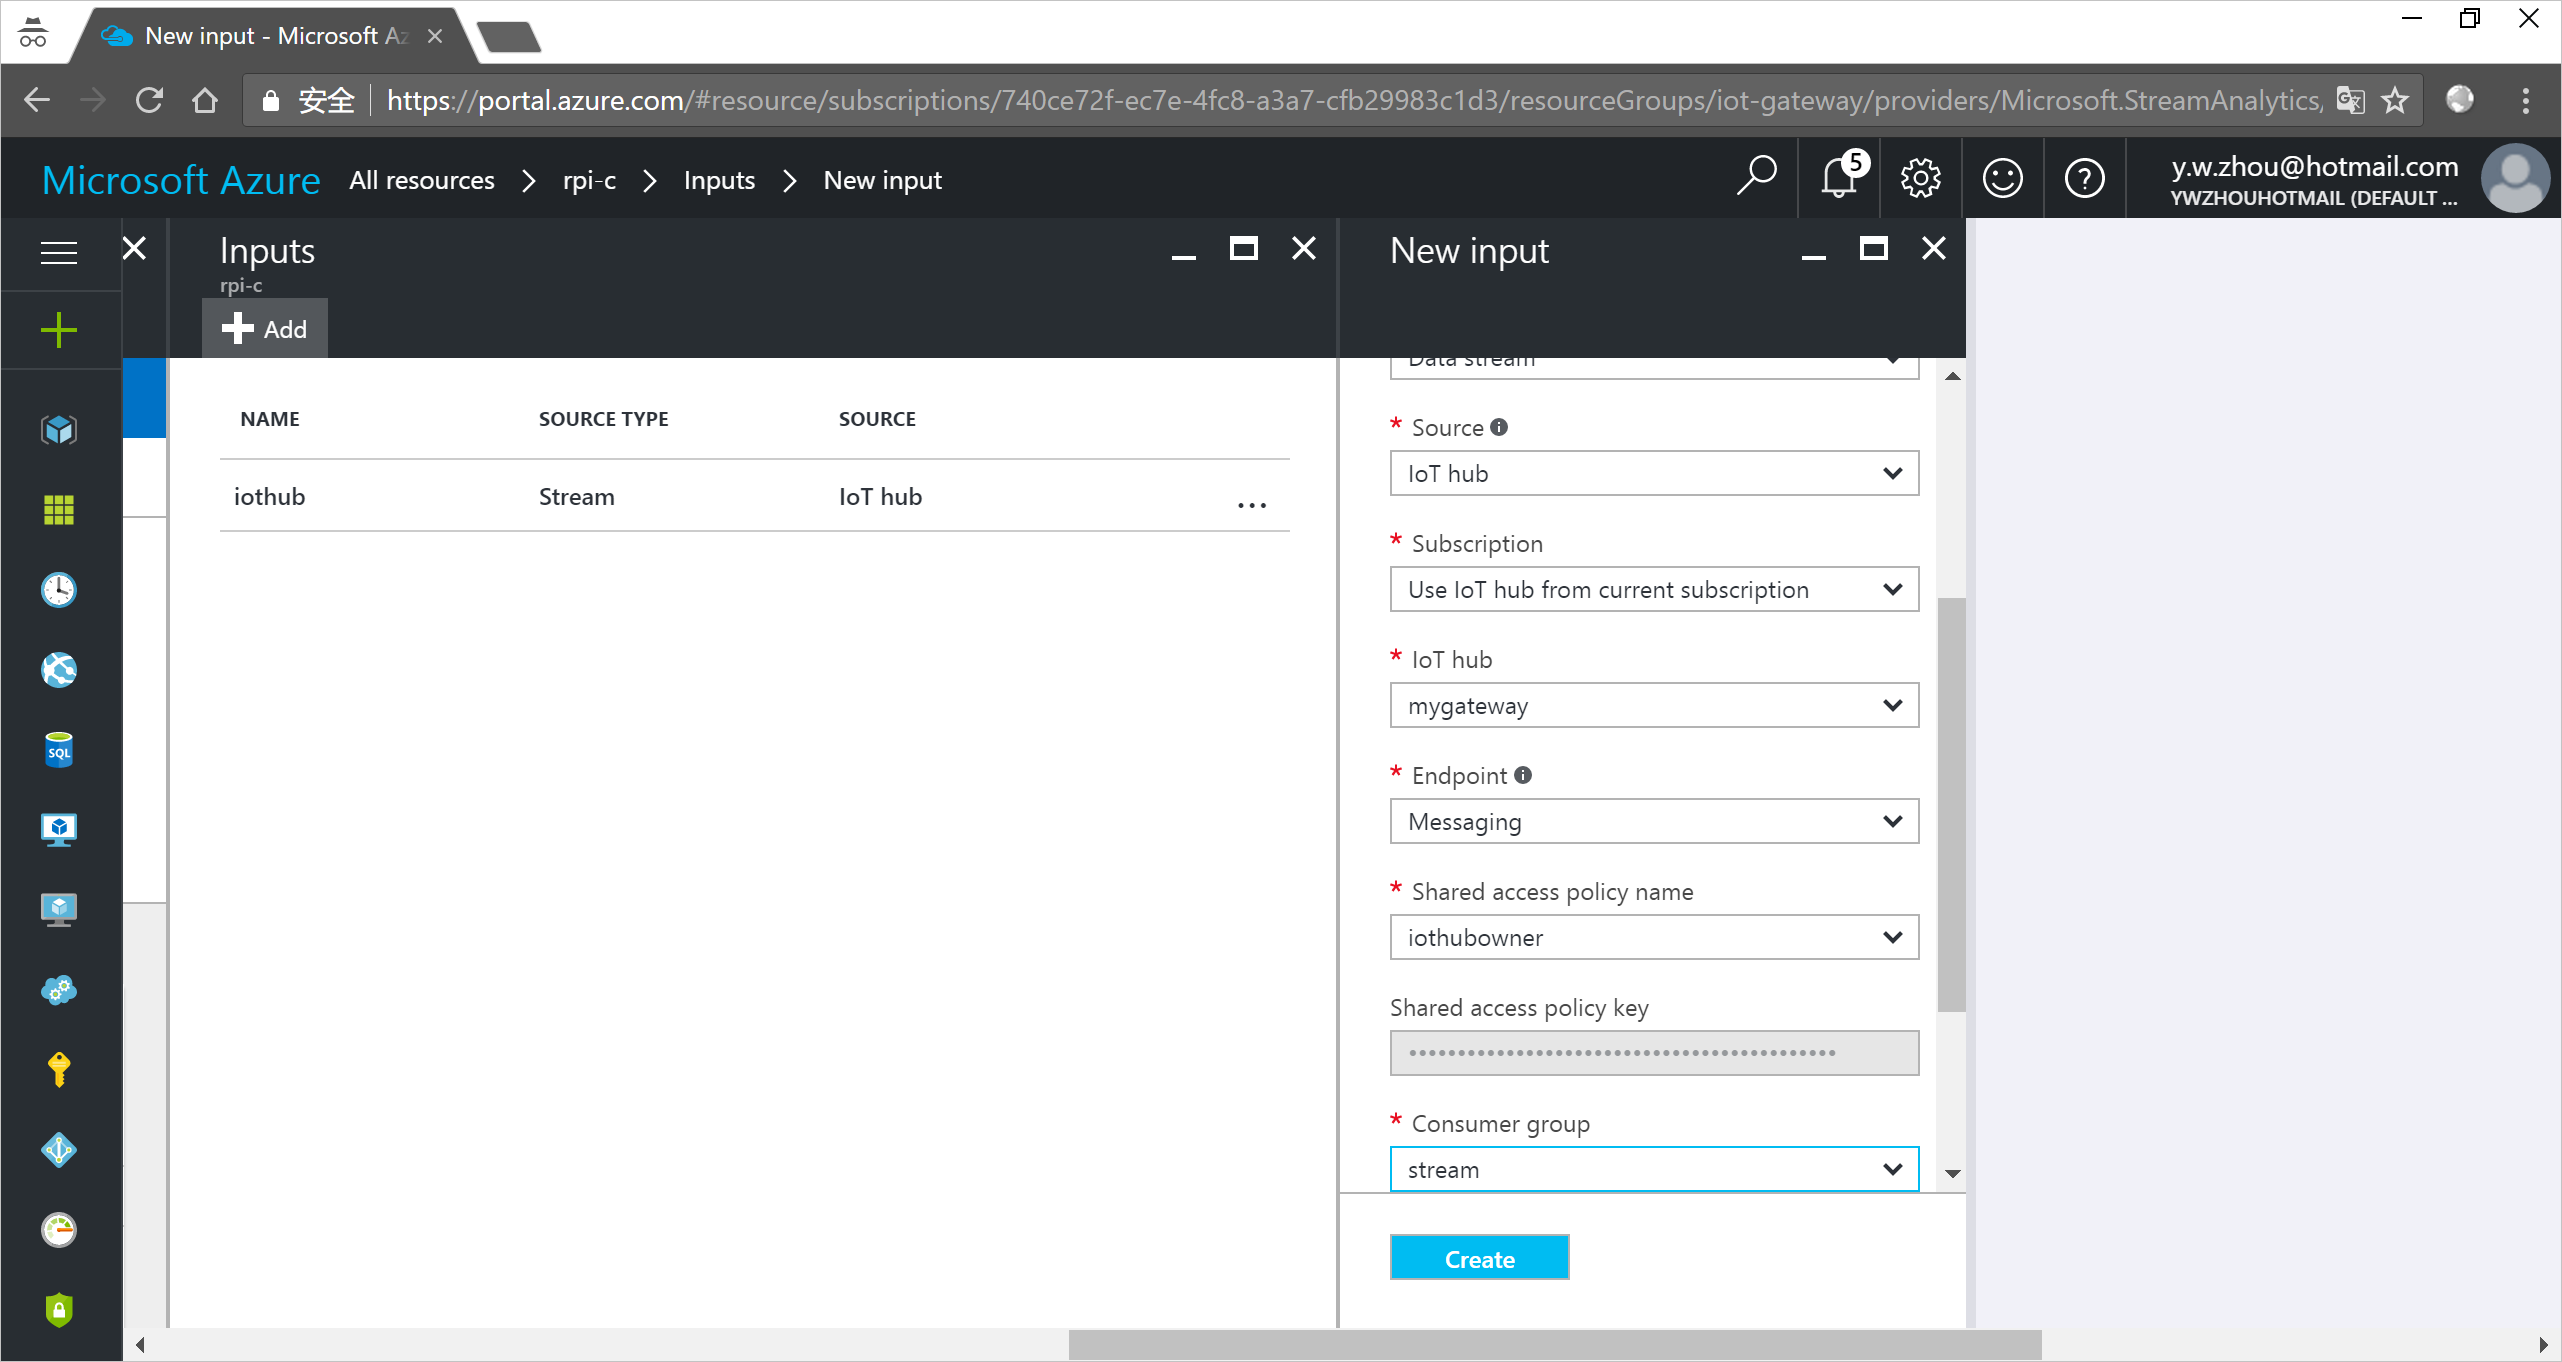 New input - Microsoft Az
安全 https://portal.azure.com/#resource/subscriptions/740ce72f-ec7e-4fc8-a3a7-cfb29983c1d3/resourceGroups/iot-gateway/providers/Microsoft.StreamAnalytics/
Microsoft Azure All resources rpi-c Inputs New input 5 y.w.zhou@hotmail.com
YWZHOUHOTMAIL (DEFAULT ...
Inputs
rpi-c
Add
NAME SOURCE TYPE SOURCE
iothub Stream IoT hub ...
SQL
New input
Data stream
* Source
IoT hub
* Subscription
Use IoT hub from current subscription
* IoT hub
mygateway
* Endpoint
Messaging
* Shared access policy name
iothubowner
Shared access policy key
* Consumer group
stream
Create